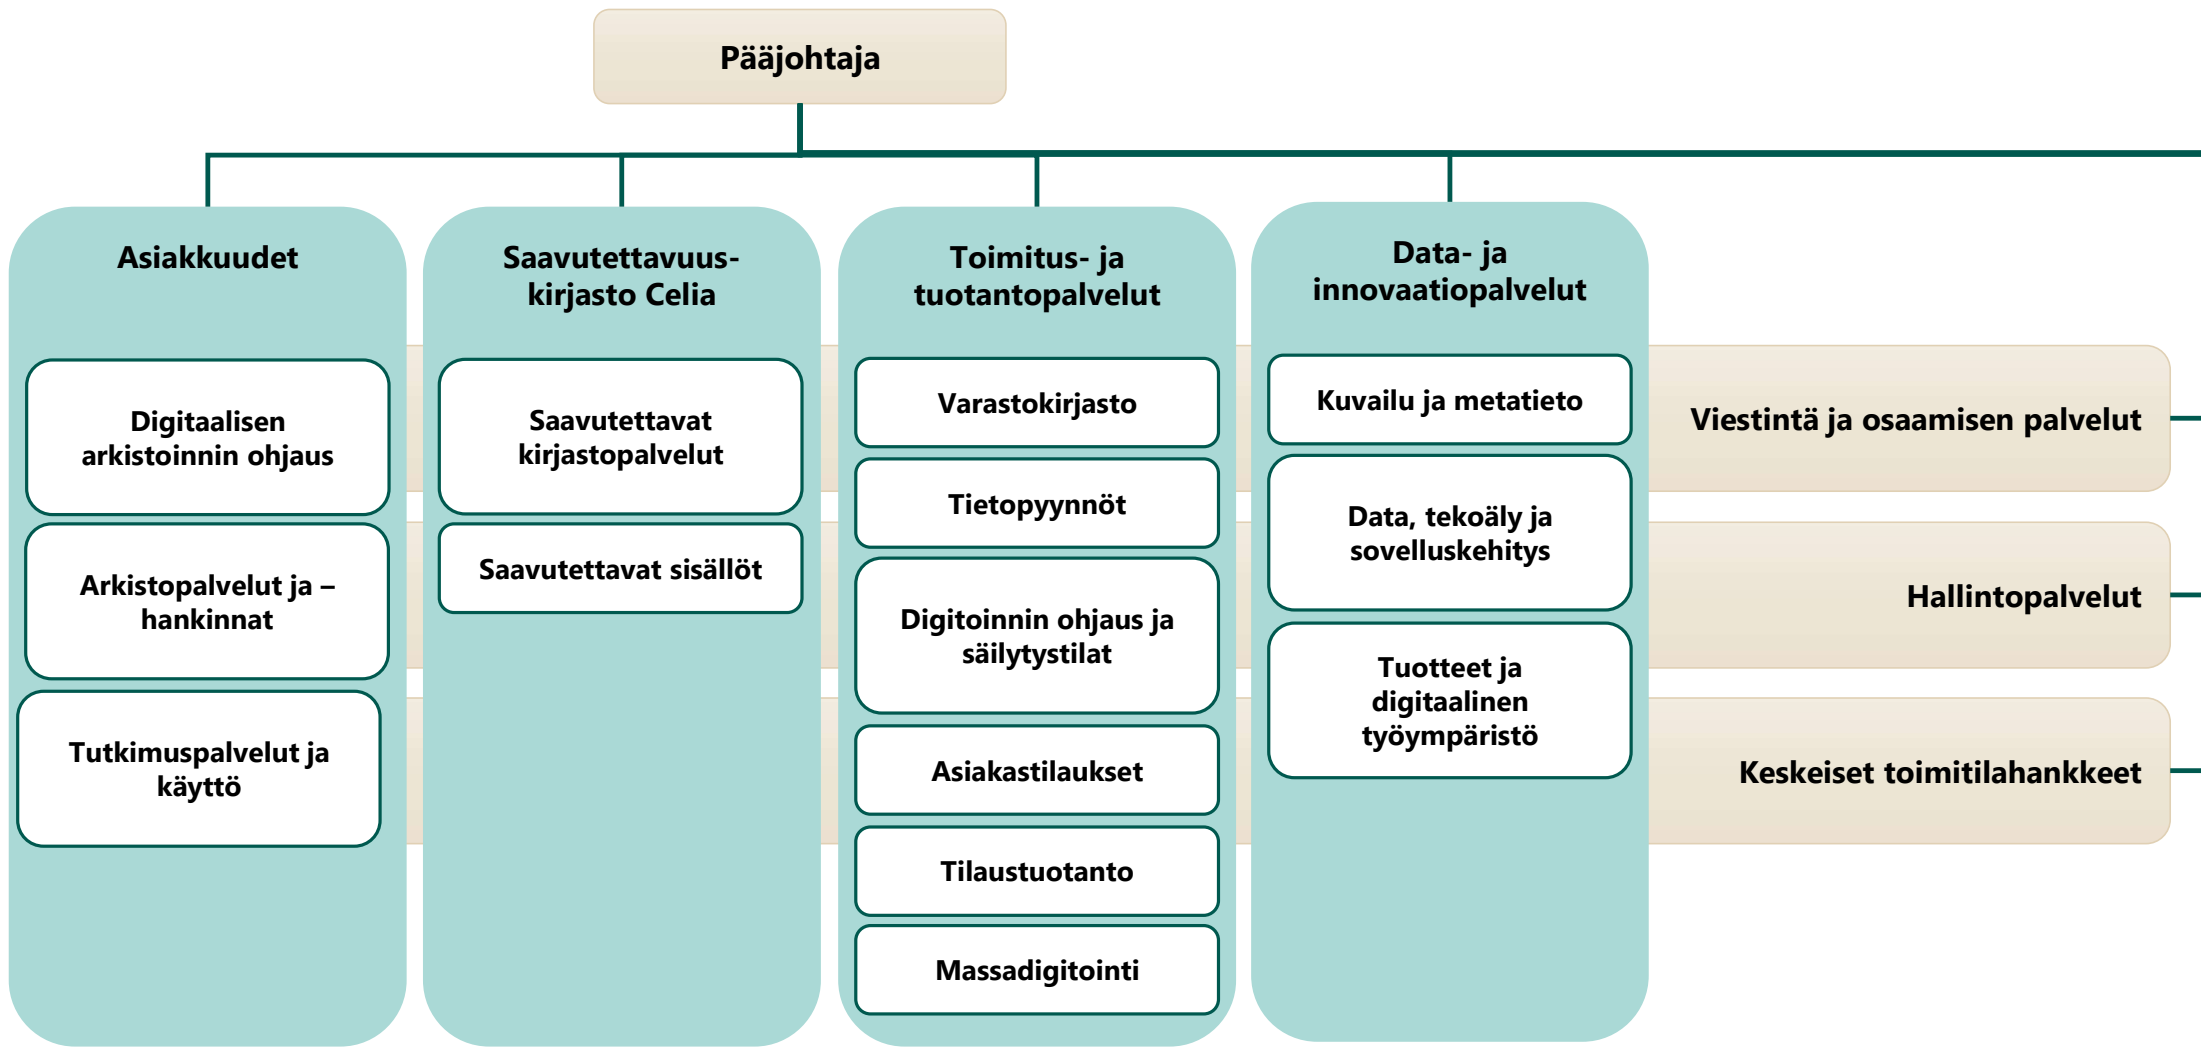 Pääjohtaja
Asiakkuudet
Digitaalisen
arkistoinnin ohjaus
Arkistopalvelut ja –
hankinnat
Tutkimuspalvelut ja
käyttö
Saavutettavuus-
kirjasto Celia
Saavutettavat
kirjastopalvelut
Saavutettavat sisällöt
Toimitus- ja
tuotantopalvelut
Varastokirjasto
Tietopyynnöt
Digitoinnin ohjaus ja
säilytystilat
Asiakastilaukset
Tilaustuotanto
Massadigitointi
Data- ja
innovaatiopalvelut
Kuvailu ja metatieto
Data, tekoäly ja
sovelluskehitys
Tuotteet ja
digitaalinen
työympäristö
Viestintä ja osaamisen palvelut
Hallintopalvelut
Keskeiset toimitilahankkeet